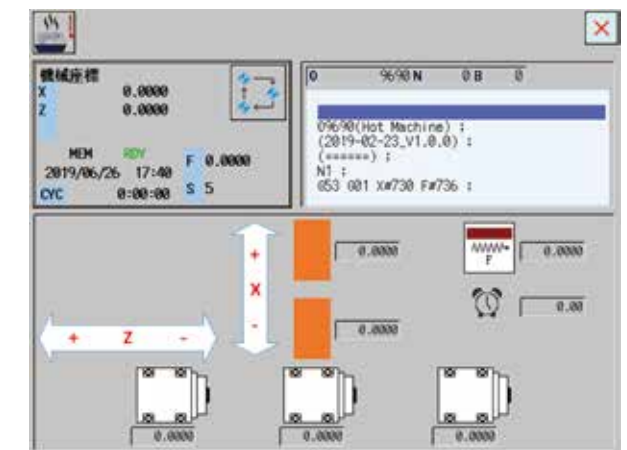 機械座標
X 0.0000
Z 0.0000
MEM RDY
2019/06/26 17:40
CYC 0:00:00
F 0.0000
S 5
O 9690 N 0 B 0
O9690(Hot Machine) ;
(2019-02-23_V1.0.0) ;
(======) ;
N1 ;
G53 G01 X#730 F#736 ;
+
X
-
+ Z -
0.0000
0.0000
F
0.0000
0.00
0.0000
0.0000
0.0000